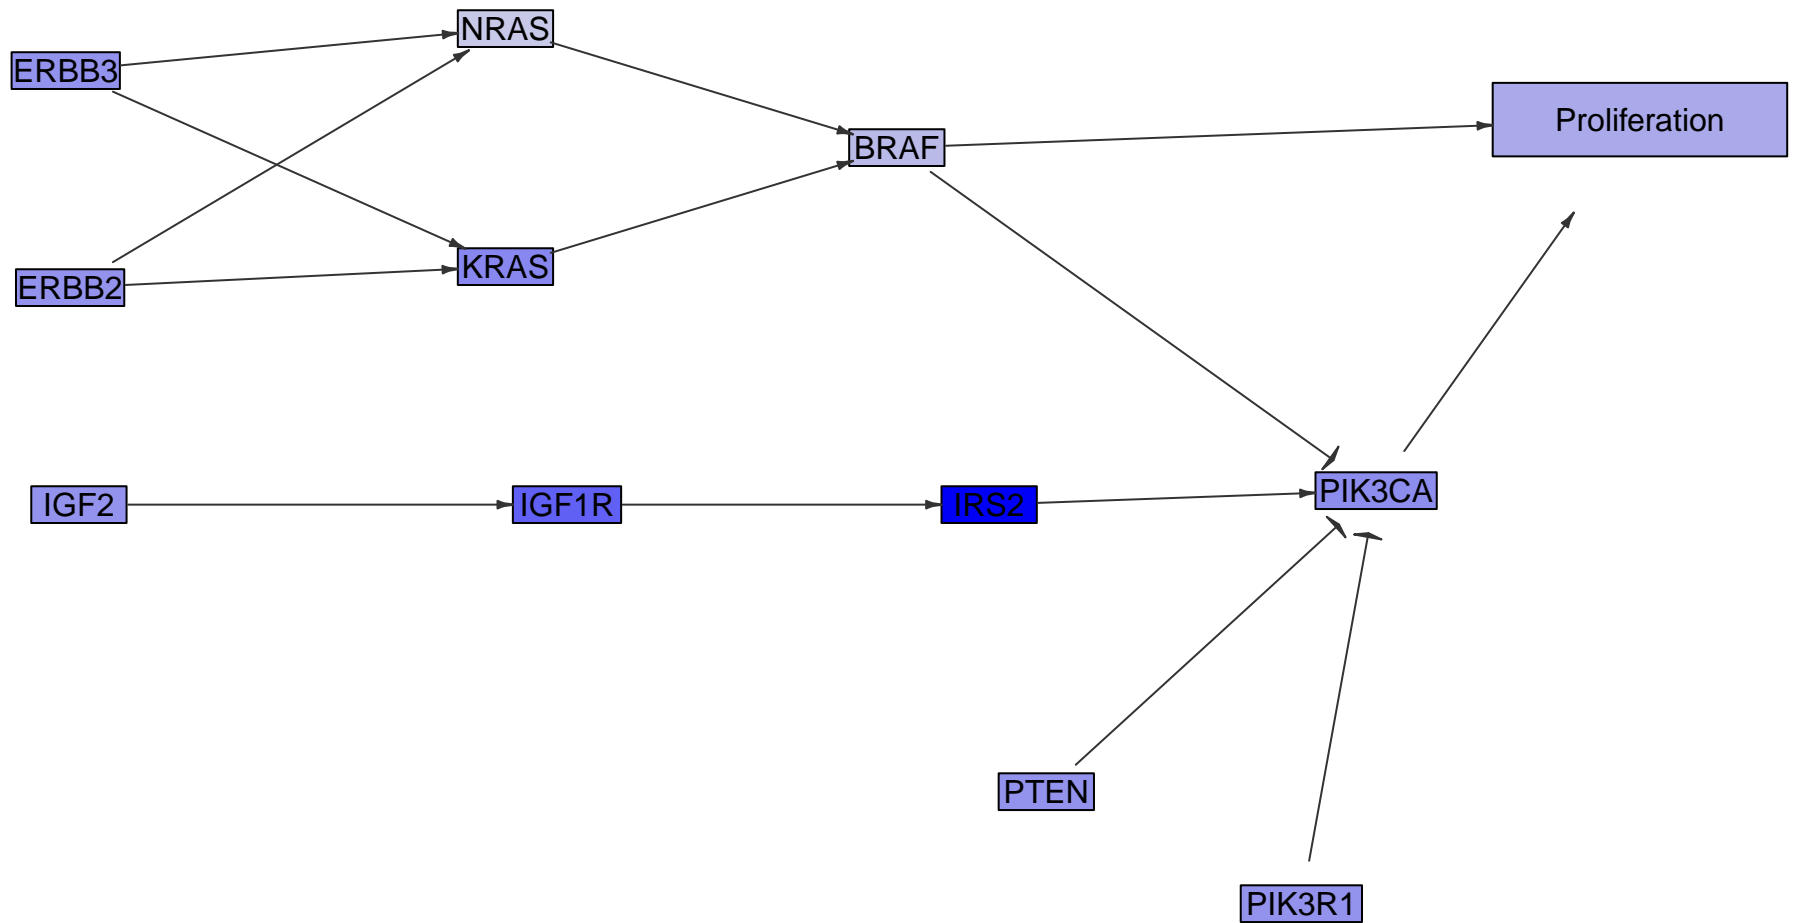 NRAS
ERBB3
Proliferation
BRAF
KRAS
ERBB2
IGF2
IGF1R
IRS2
PIK3CA
PTEN
PIK3R1